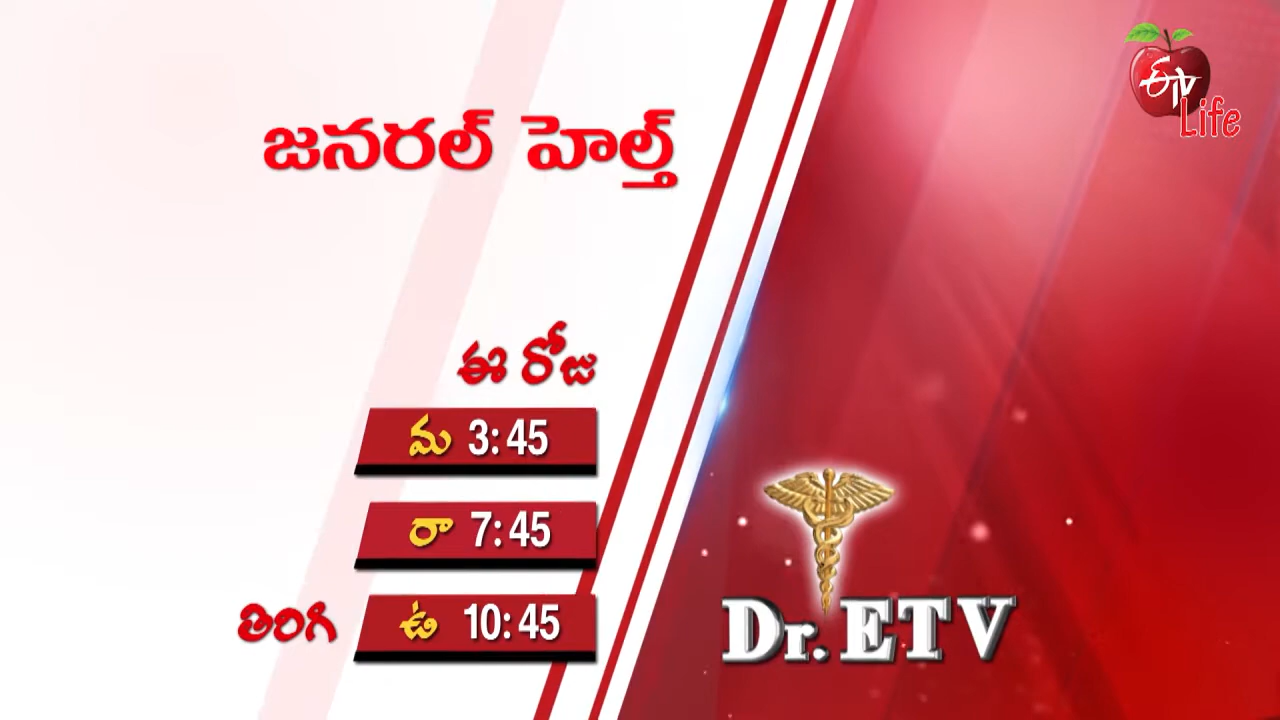 ETV
Life
జనరల్ హెల్త్
ఈ రోజు
మ 3:45
రా 7:45
తిరిగి ఉ 10:45
Dr. ETV